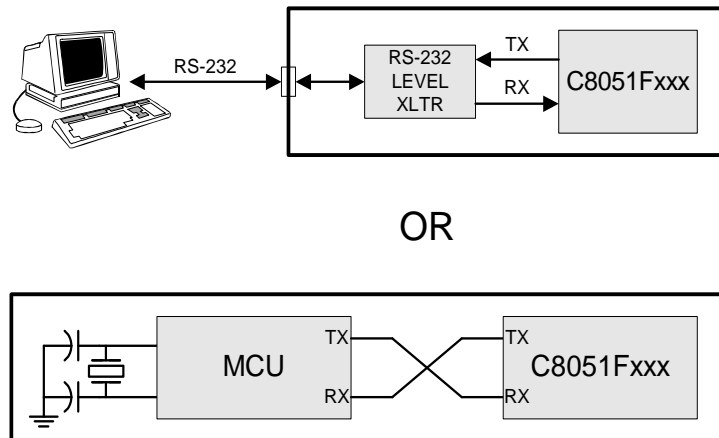 RS-232
RS-232
LEVEL
XLTR
TX
RX
C8051Fxxx
OR
MCU
TX
RX
TX
RX
C8051Fxxx